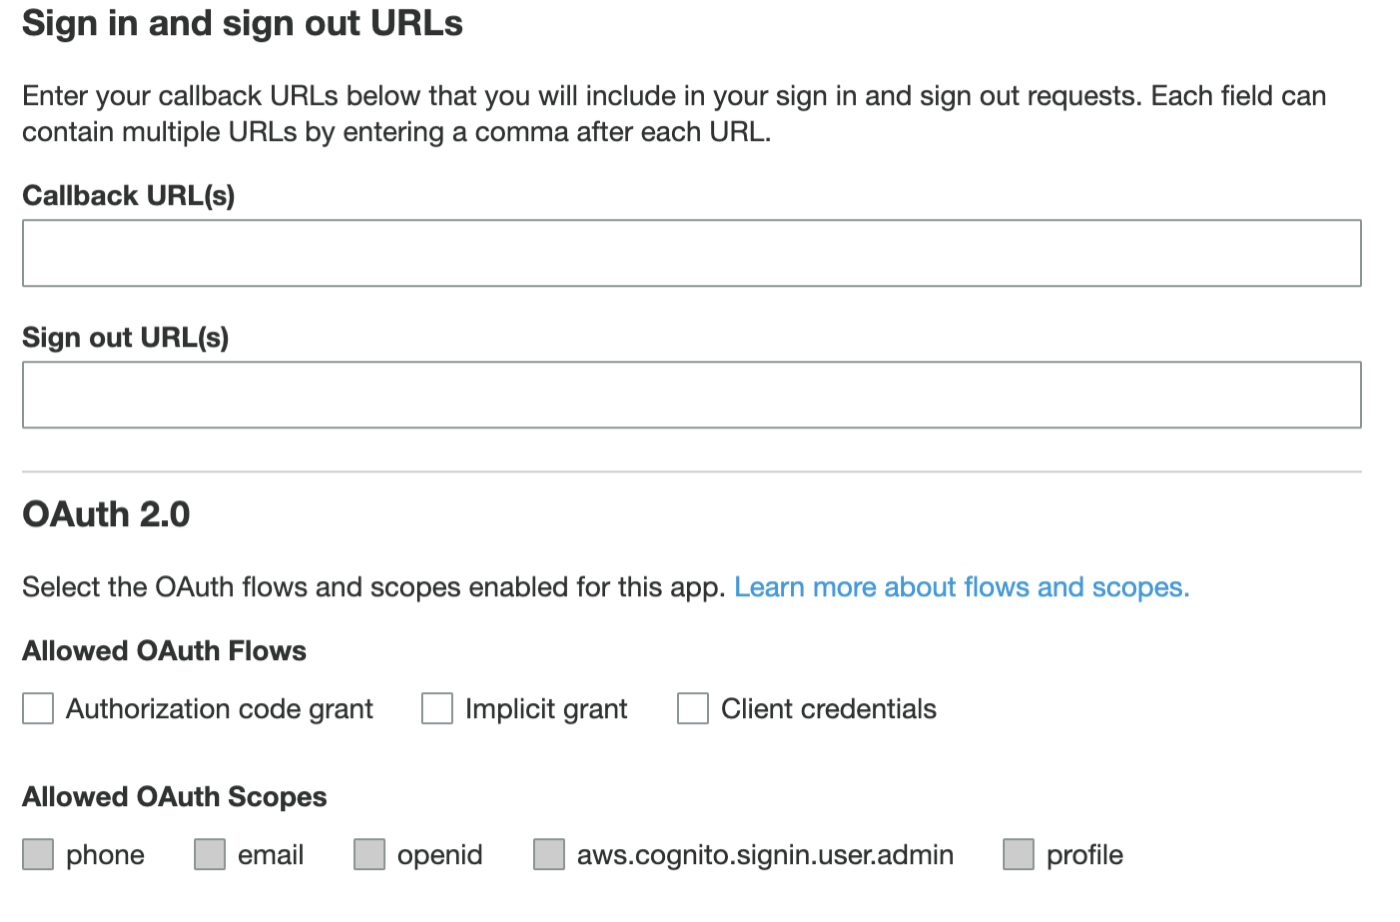 Sign in and sign out URLs
Enter your callback URLs below that you will include in your sign in and sign out requests. Each field can
contain multiple URLs by entering a comma after each URL.
Callback URL(s)
Sign out URL(s)
OAuth 2.0
Select the OAuth flows and scopes enabled for this app. Learn more about flows and scopes.
Allowed OAuth Flows
Authorization code grant Implicit grant Client credentials
Allowed OAuth Scopes
phone email openid aws.cognito.signin.user.admin profile